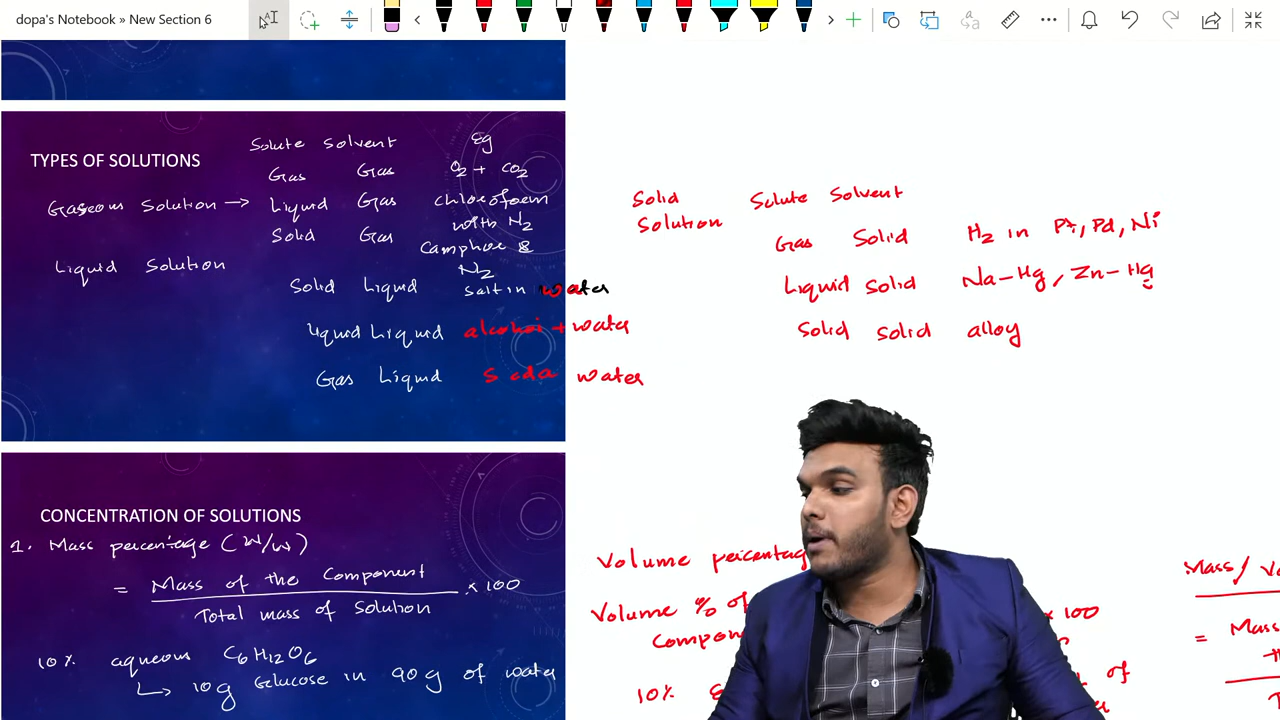 dopa's Notebook » New Section 6
TYPES OF SOLUTIONS
Solute Solvent Eg
Gas Gas O2 + CO2
Gaseous Solution → Liquid Gas chloroform with N2
Solid Gas Camphor & N2
Liquid Solution
Solid Liquid salt in water
Liquid Liquid alcohol + water
Gas Liquid Soda water
Solid Solution
Solute Solvent
Gas Solid H2 in Pt, Pd, Ni
Liquid Solid Na-Hg, Zn-Hg
Solid Solid alloy
CONCENTRATION OF SOLUTIONS
1. Mass percentage (w/w)
= Mass of the Component
Total mass of Solution × 100
10% aqueous C6H12O6
↳ 10g Glucose in 90g of water
Volume percentag
Volume % of
compon
× 100
10%
of
Mass/
= Mass